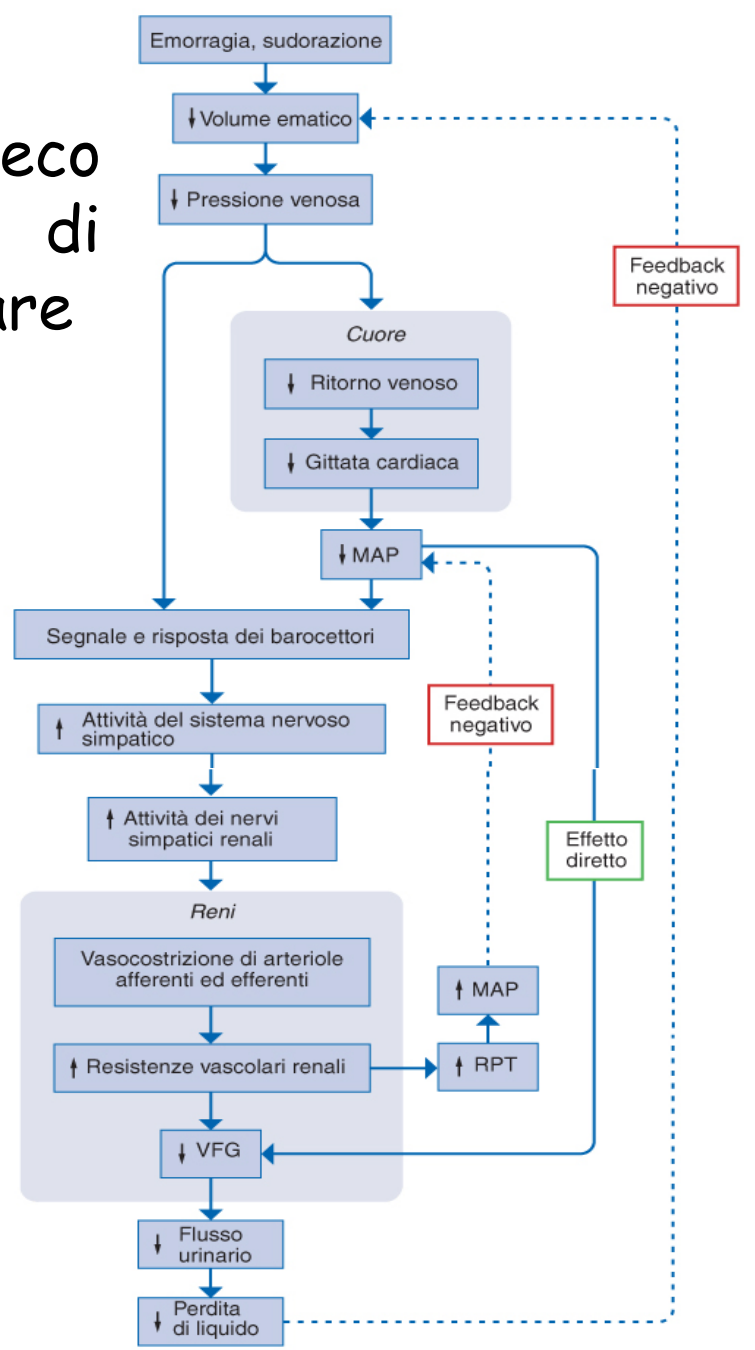 Emorragia, sudorazione
↓ Volume ematico
di
↓ Pressione venosa
Feedback
negativo
Cuore
↓ Ritorno venoso
↓ Gittata cardiaca
↓ MAP
Segnale e risposta dei barocettori
↑ Attività del sistema nervoso
simpatico
Feedback
negativo
↑ Attività dei nervi
simpatici renali
Effetto
diretto
Reni
Vasocostrizione di arteriole
afferenti ed efferenti
↑ MAP
↑ Resistenze vascolari renali
↑ RPT
↓ VFG
↓ Flusso
urinario
↓ Perdita
di liquido